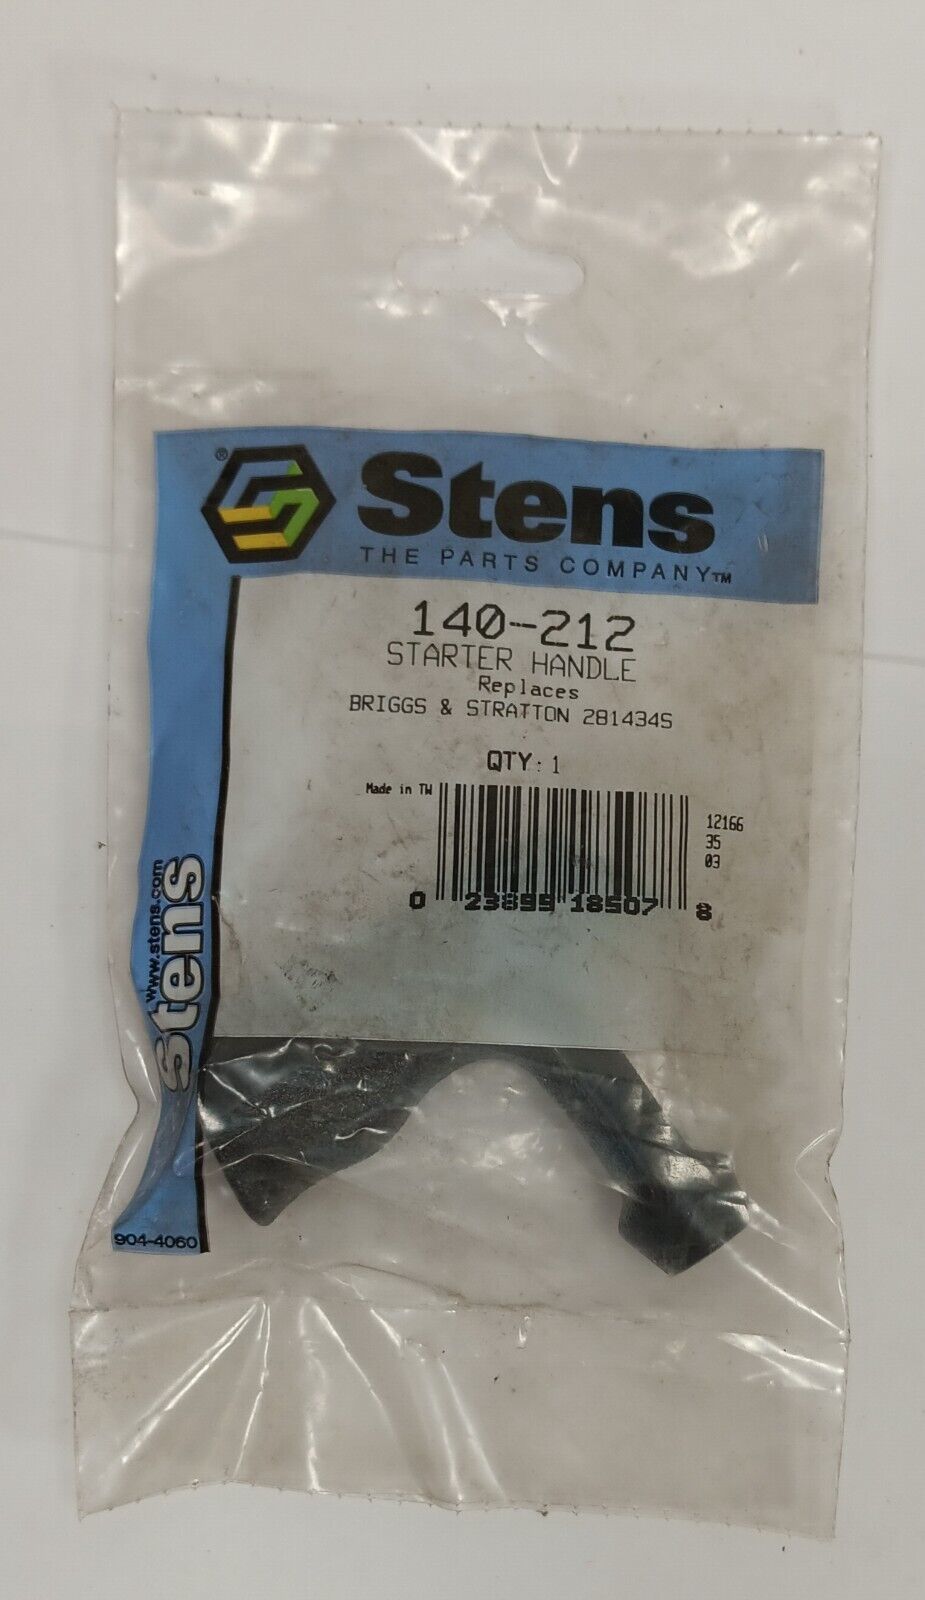 ®
Stens
THE PARTS COMPANY™
140-212
STARTER HANDLE
Replaces
BRIGGS & STRATTON 281434S
QTY: 1
Made in TW
12166
35
03
0 23899 18507 8
www.stens.com
Stens
904-4060